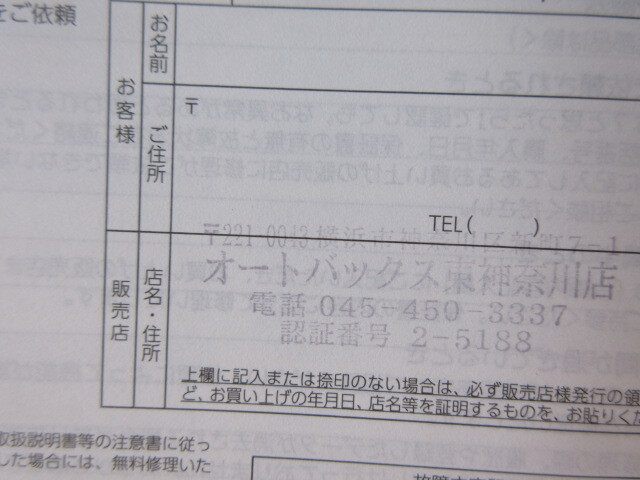 をご依頼
お客様
お名前
ご住所
〒
TEL( )
販売店
店名・住所
〒221-0043 横浜市神奈川区新町7-1
オートバックス東神奈川店
電話 045-450-3337
認証番号 2-5188
上欄に記入または捺印のない場合は、必ず販売店様発行の領
ど、お買い上げの年月日、店名等を証明するものを、お貼りくだ
取扱説明書等の注意書に従っ
した場合には、無料修理いた